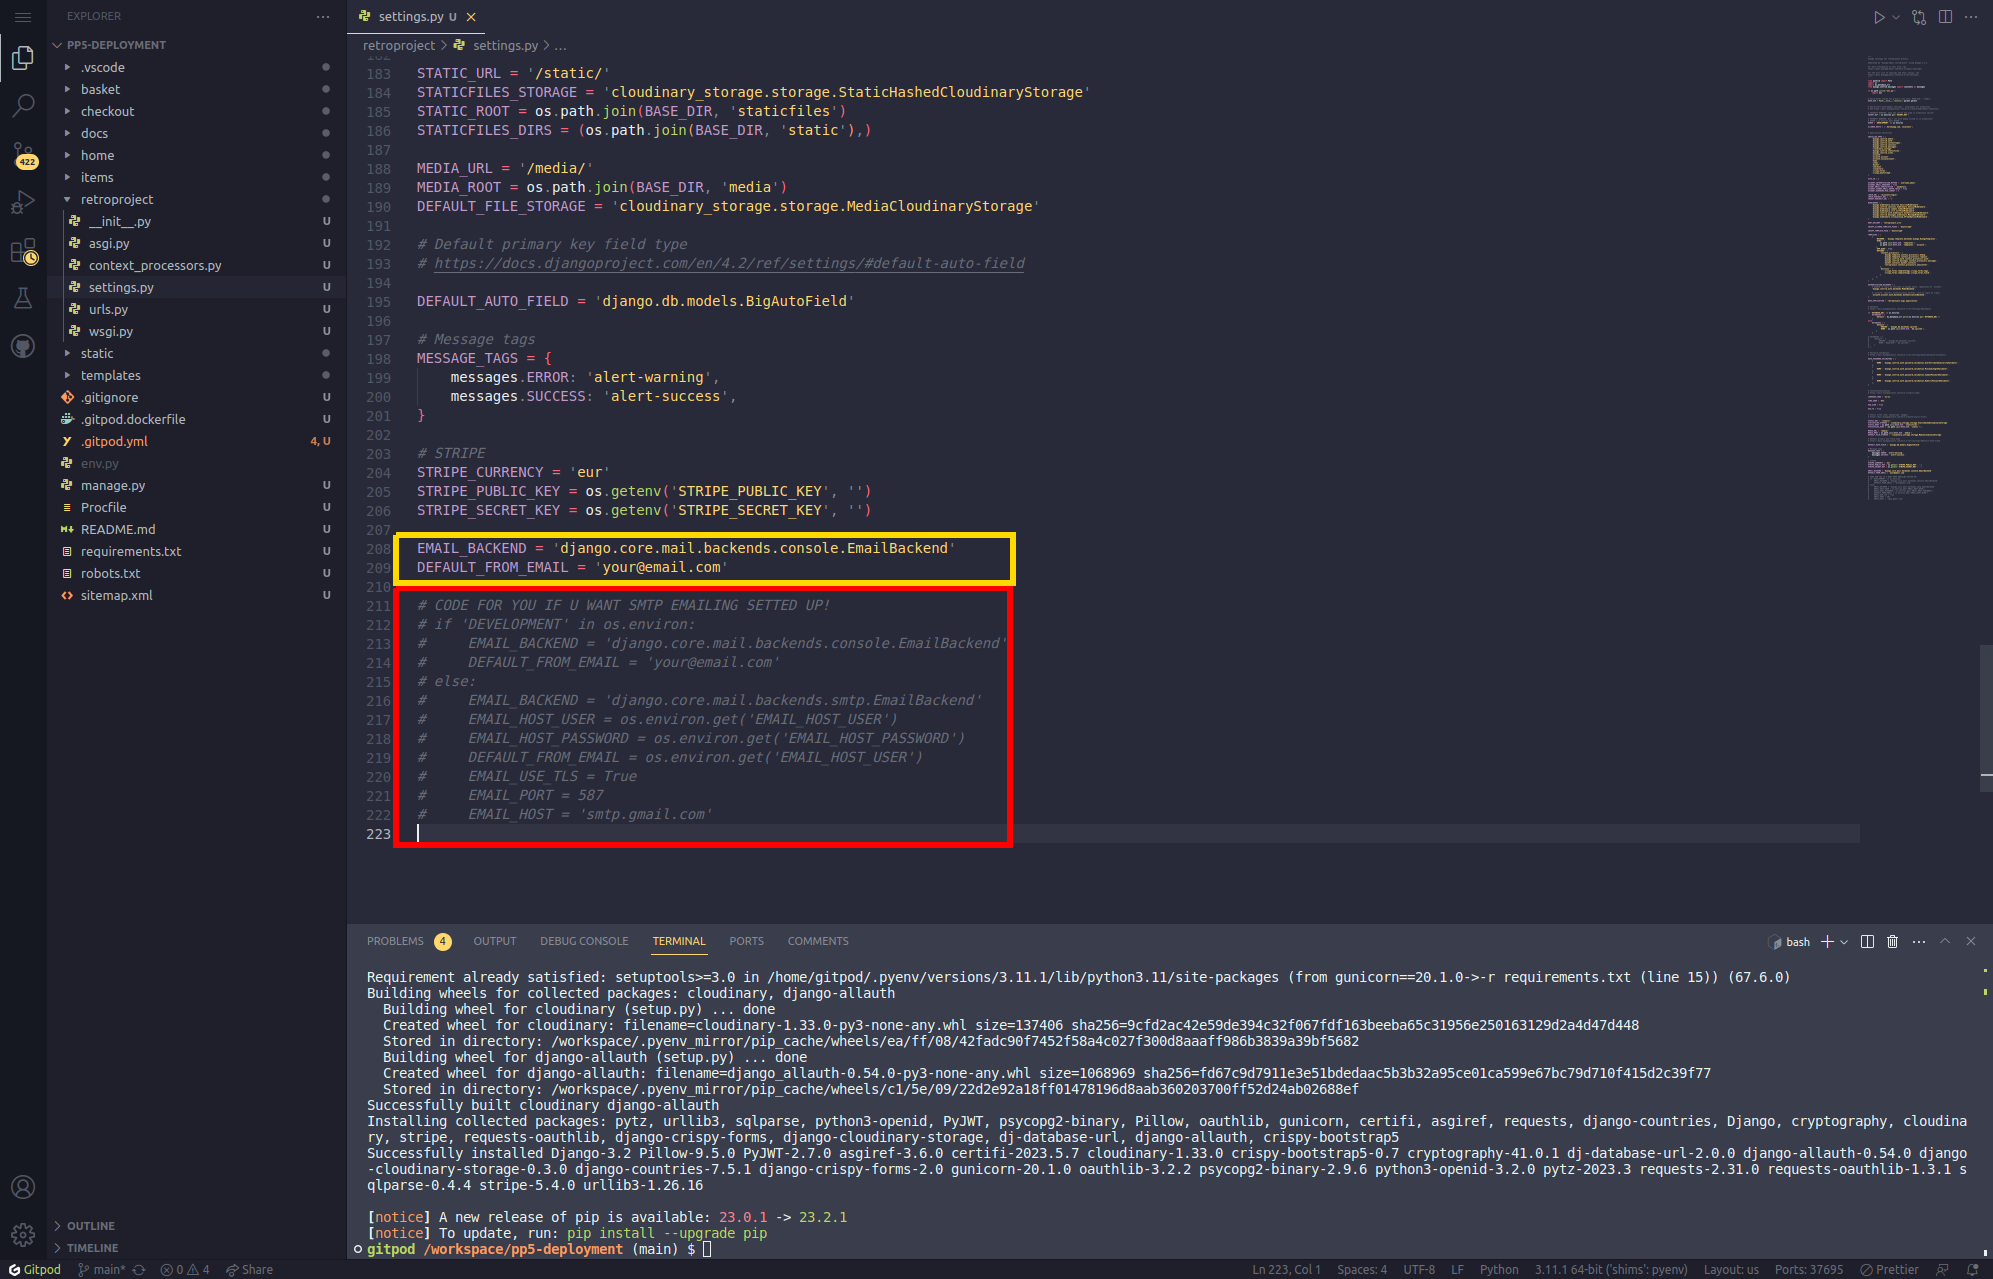 EXPLORER
settings.py U
PP5-DEPLOYMENT
.vscode
basket
checkout
docs
home
items
retroproject
__init__.py U
asgi.py U
context_processors.py U
settings.py U
urls.py U
wsgi.py U
static
templates
.gitignore U
.gitpod.dockerfile U
.gitpod.yml 4, U
env.py
manage.py U
Procfile U
README.md U
requirements.txt U
robots.txt U
sitemap.xml U
OUTLINE
TIMELINE
422
retroproject > settings.py > ...
182
183 STATIC_URL = '/static/'
184 STATICFILES_STORAGE = 'cloudinary_storage.storage.StaticHashedCloudinaryStorage'
185 STATIC_ROOT = os.path.join(BASE_DIR, 'staticfiles')
186 STATICFILES_DIRS = (os.path.join(BASE_DIR, 'static'),)
187
188 MEDIA_URL = '/media/'
189 MEDIA_ROOT = os.path.join(BASE_DIR, 'media')
190 DEFAULT_FILE_STORAGE = 'cloudinary_storage.storage.MediaCloudinaryStorage'
191
192 # Default primary key field type
193 # https://docs.djangoproject.com/en/4.2/ref/settings/#default-auto-field
194
195 DEFAULT_AUTO_FIELD = 'django.db.models.BigAutoField'
196
197 # Message tags
198 MESSAGE_TAGS = {
199 messages.ERROR: 'alert-warning',
200 messages.SUCCESS: 'alert-success',
201 }
202
203 # STRIPE
204 STRIPE_CURRENCY = 'eur'
205 STRIPE_PUBLIC_KEY = os.getenv('STRIPE_PUBLIC_KEY', '')
206 STRIPE_SECRET_KEY = os.getenv('STRIPE_SECRET_KEY', '')
207
208 EMAIL_BACKEND = 'django.core.mail.backends.console.EmailBackend'
209 DEFAULT_FROM_EMAIL = 'your@email.com'
210
211 # CODE FOR YOU IF U WANT SMTP EMAILING SETTED UP!
212 # if 'DEVELOPMENT' in os.environ:
213 #     EMAIL_BACKEND = 'django.core.mail.backends.console.EmailBackend'
214 #     DEFAULT_FROM_EMAIL = 'your@email.com'
215 # else:
216 #     EMAIL_BACKEND = 'django.core.mail.backends.smtp.EmailBackend'
217 #     EMAIL_HOST_USER = os.environ.get('EMAIL_HOST_USER')
218 #     EMAIL_HOST_PASSWORD = os.environ.get('EMAIL_HOST_PASSWORD')
219 #     DEFAULT_FROM_EMAIL = os.environ.get('EMAIL_HOST_USER')
220 #     EMAIL_USE_TLS = True
221 #     EMAIL_PORT = 587
222 #     EMAIL_HOST = 'smtp.gmail.com'
223
PROBLEMS 4 OUTPUT DEBUG CONSOLE TERMINAL PORTS COMMENTS
bash
Requirement already satisfied: setuptools>=3.0 in /home/gitpod/.pyenv/versions/3.11.1/lib/python3.11/site-packages (from gunicorn==20.1.0->-r requirements.txt (line 15)) (67.6.0)
Building wheels for collected packages: cloudinary, django-allauth
Building wheel for cloudinary (setup.py) ... done
Created wheel for cloudinary: filename=cloudinary-1.33.0-py3-none-any.whl size=137406 sha256=9cfd2ac42e59de394c32f067fdf163beeba65c31956e250163129d2a4d47d448
Stored in directory: /workspace/.pyenv_mirror/pip_cache/wheels/ea/ff/08/42fadc90f7452f58a4c027f300d8aaaff986b3839a39bf5682
Building wheel for django-allauth (setup.py) ... done
Created wheel for django-allauth: filename=django_allauth-0.54.0-py3-none-any.whl size=1068969 sha256=fd67c9d7911e3e51bdedaac5b3b32a95ce01ca599e67bc79d710f415d2c39f77
Stored in directory: /workspace/.pyenv_mirror/pip_cache/wheels/c1/5e/09/22d2e92a18ff01478196d8aab360203700ff52d24ab02688ef
Successfully built cloudinary django-allauth
Installing collected packages: pytz, urllib3, sqlparse, python3-openid, PyJWT, psycopg2-binary, Pillow, oauthlib, gunicorn, certifi, asgiref, requests, django-countries, Django, cryptography, cloudina
ry, stripe, requests-oauthlib, django-crispy-forms, django-cloudinary-storage, dj-database-url, django-allauth, crispy-bootstrap5
Successfully installed Django-3.2 Pillow-9.5.0 PyJWT-2.7.0 asgiref-3.6.0 certifi-2023.5.7 cloudinary-1.33.0 crispy-bootstrap5-0.7 cryptography-41.0.1 dj-database-url-2.0.0 django-allauth-0.54.0 django
-cloudinary-storage-0.3.0 django-countries-7.5.1 django-crispy-forms-2.0 gunicorn-20.1.0 oauthlib-3.2.2 psycopg2-binary-2.9.6 python3-openid-3.2.0 pytz-2023.3 requests-2.31.0 requests-oauthlib-1.3.1 s
qlparse-0.4.4 stripe-5.4.0 urllib3-1.26.16
[notice] A new release of pip is available: 23.0.1 -> 23.2.1
[notice] To update, run: pip install --upgrade pip
gitpod /workspace/pp5-deployment (main) $
Gitpod main* 0 4 Share
Ln 223, Col 1 Spaces: 4 UTF-8 LF Python 3.11.1 64-bit ('shims': pyenv) Layout: us Ports: 37695 Prettier